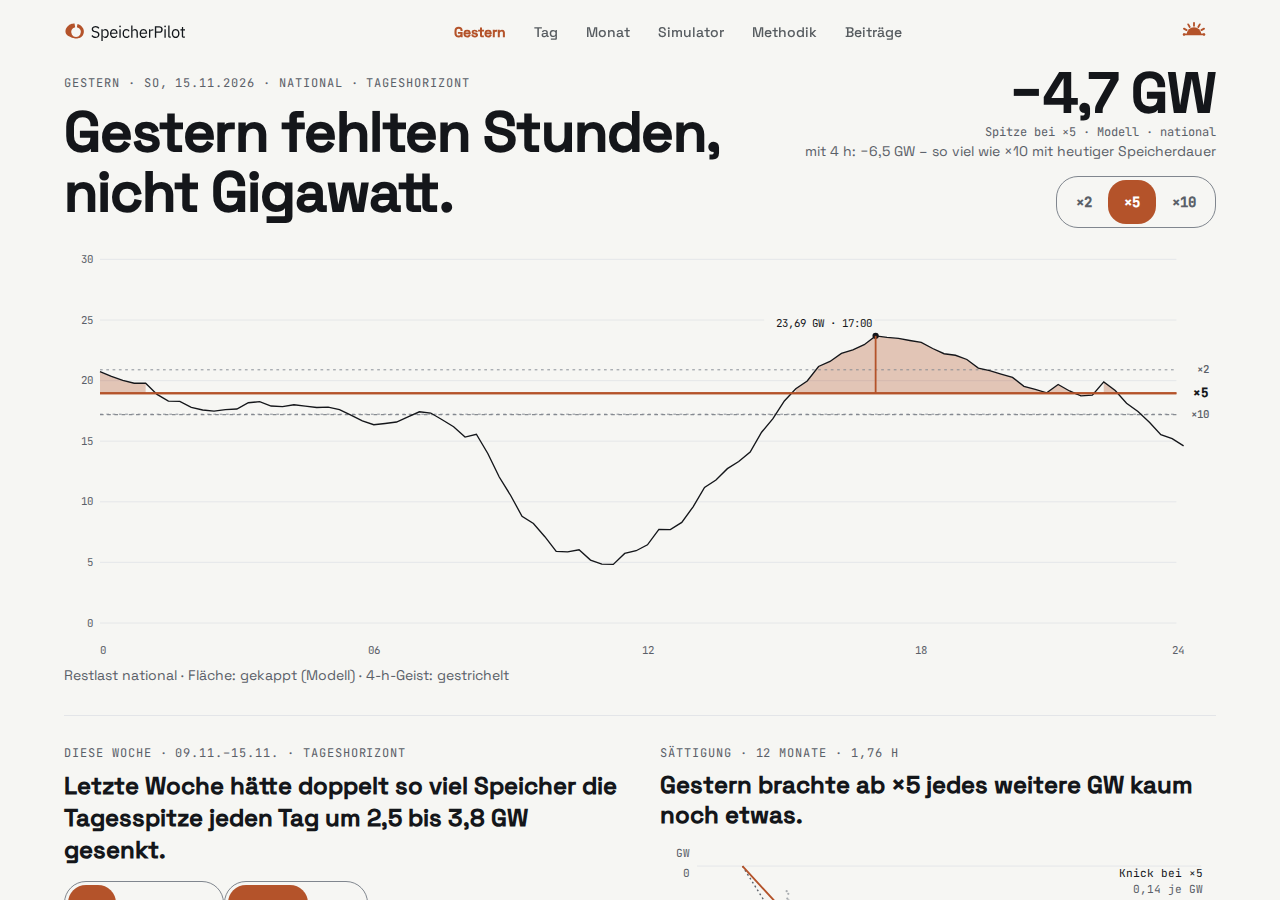 SpeicherPilot
Gestern Tag Monat Simulator Methodik Beiträge
GESTERN · SO, 15.11.2026 · NATIONAL · TAGESHORIZONT
Gestern fehlten Stunden,
nicht Gigawatt.
−4,7 GW
Spitze bei ×5 · Modell · national
mit 4 h: −6,5 GW – so viel wie ×10 mit heutiger Speicherdauer
×2 ×5 ×10
30
25
23,69 GW · 17:00
×2
20
×5
×10
15
10
5
0
0 06 12 18 24
Restlast national · Fläche: gekappt (Modell) · 4-h-Geist: gestrichelt
DIESE WOCHE · 09.11.–15.11. · TAGESHORIZONT
Letzte Woche hätte doppelt so viel Speicher die
Tagesspitze jeden Tag um 2,5 bis 3,8 GW
gesenkt.
SÄTTIGUNG · 12 MONATE · 1,76 H
Gestern brachte ab ×5 jedes weitere GW kaum
noch etwas.
GW
0
Knick bei ×5
0,14 je GW